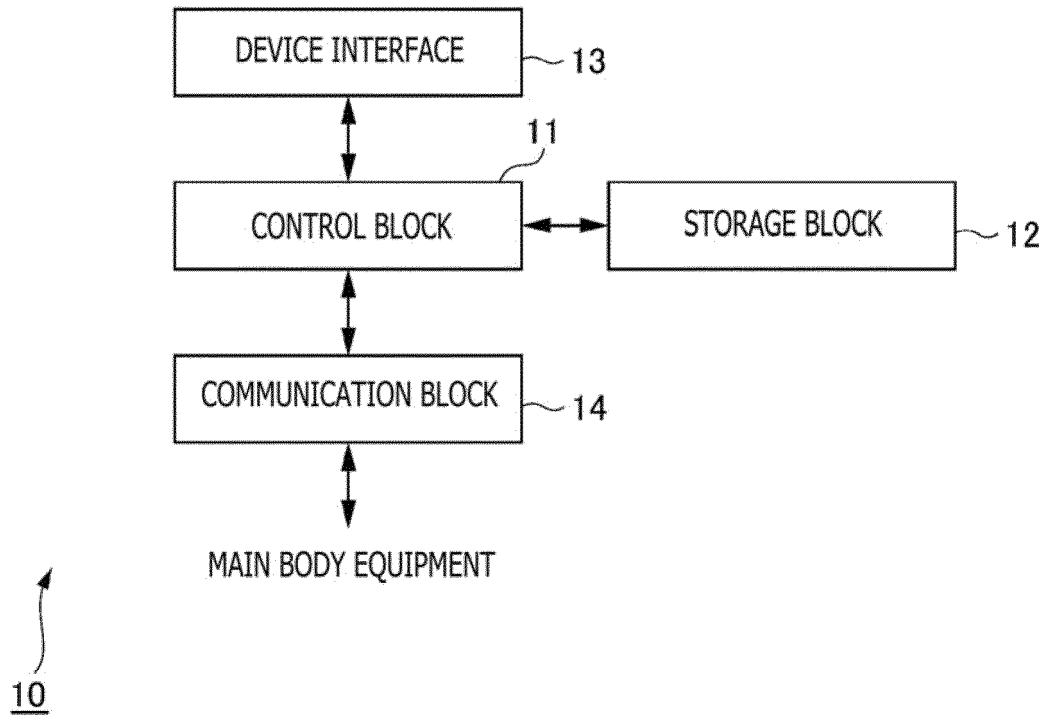 DEVICE INTERFACE
13
11
CONTROL BLOCK
STORAGE BLOCK
12
COMMUNICATION BLOCK
14
MAIN BODY EQUIPMENT
10